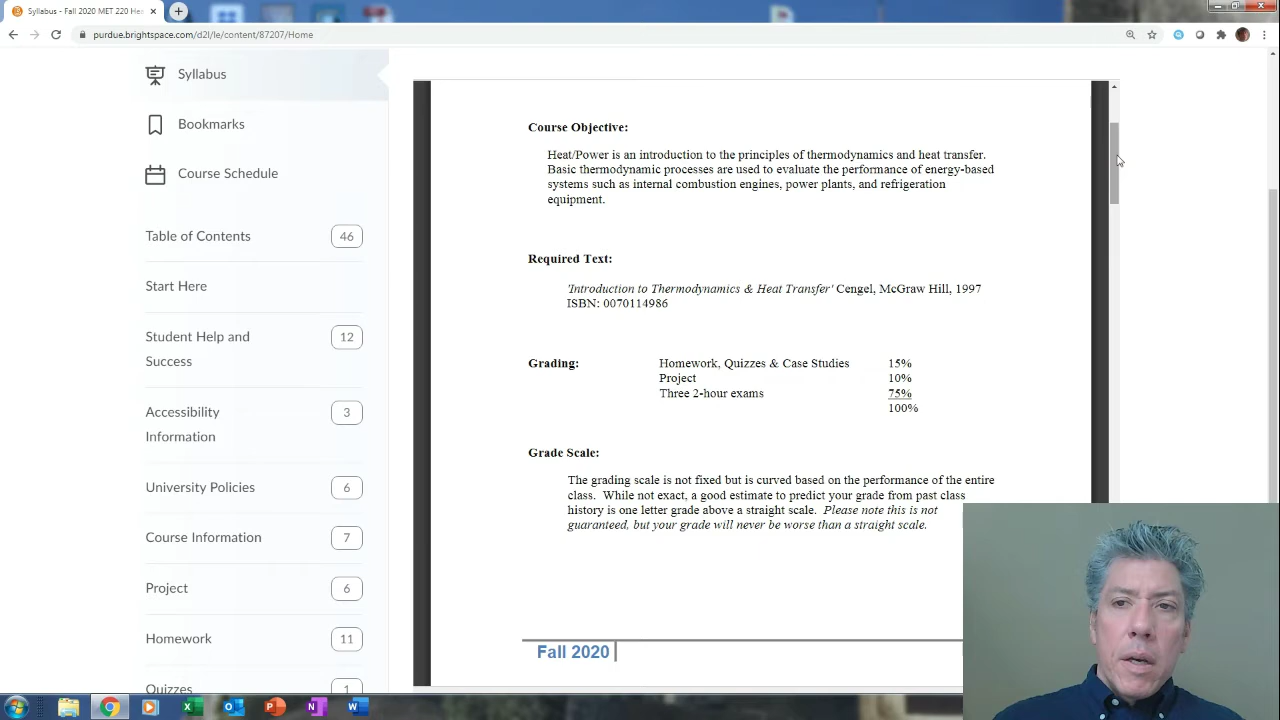 Syllabus - Fall 2020 MET 220 Hea
purdue.brightspace.com/d2l/le/content/87207/Home
Syllabus
Bookmarks
Course Schedule
Table of Contents 46
Start Here
Student Help and 12
Success
Accessibility 3
Information
University Policies 6
Course Information 7
Project 6
Homework 11
Quizzes 1
Course Objective:
Heat/Power is an introduction to the principles of thermodynamics and heat transfer.
Basic thermodynamic processes are used to evaluate the performance of energy-based
systems such as internal combustion engines, power plants, and refrigeration
equipment.
Required Text:
'Introduction to Thermodynamics & Heat Transfer' Cengel, McGraw Hill, 1997
ISBN: 0070114986
Grading: Homework, Quizzes & Case Studies 15%
Project 10%
Three 2-hour exams 75%
100%
Grade Scale:
The grading scale is not fixed but is curved based on the performance of the entire
class. While not exact, a good estimate to predict your grade from past class
history is one letter grade above a straight scale. Please note this is not
guaranteed, but your grade will never be worse than a straight scale.
Fall 2020